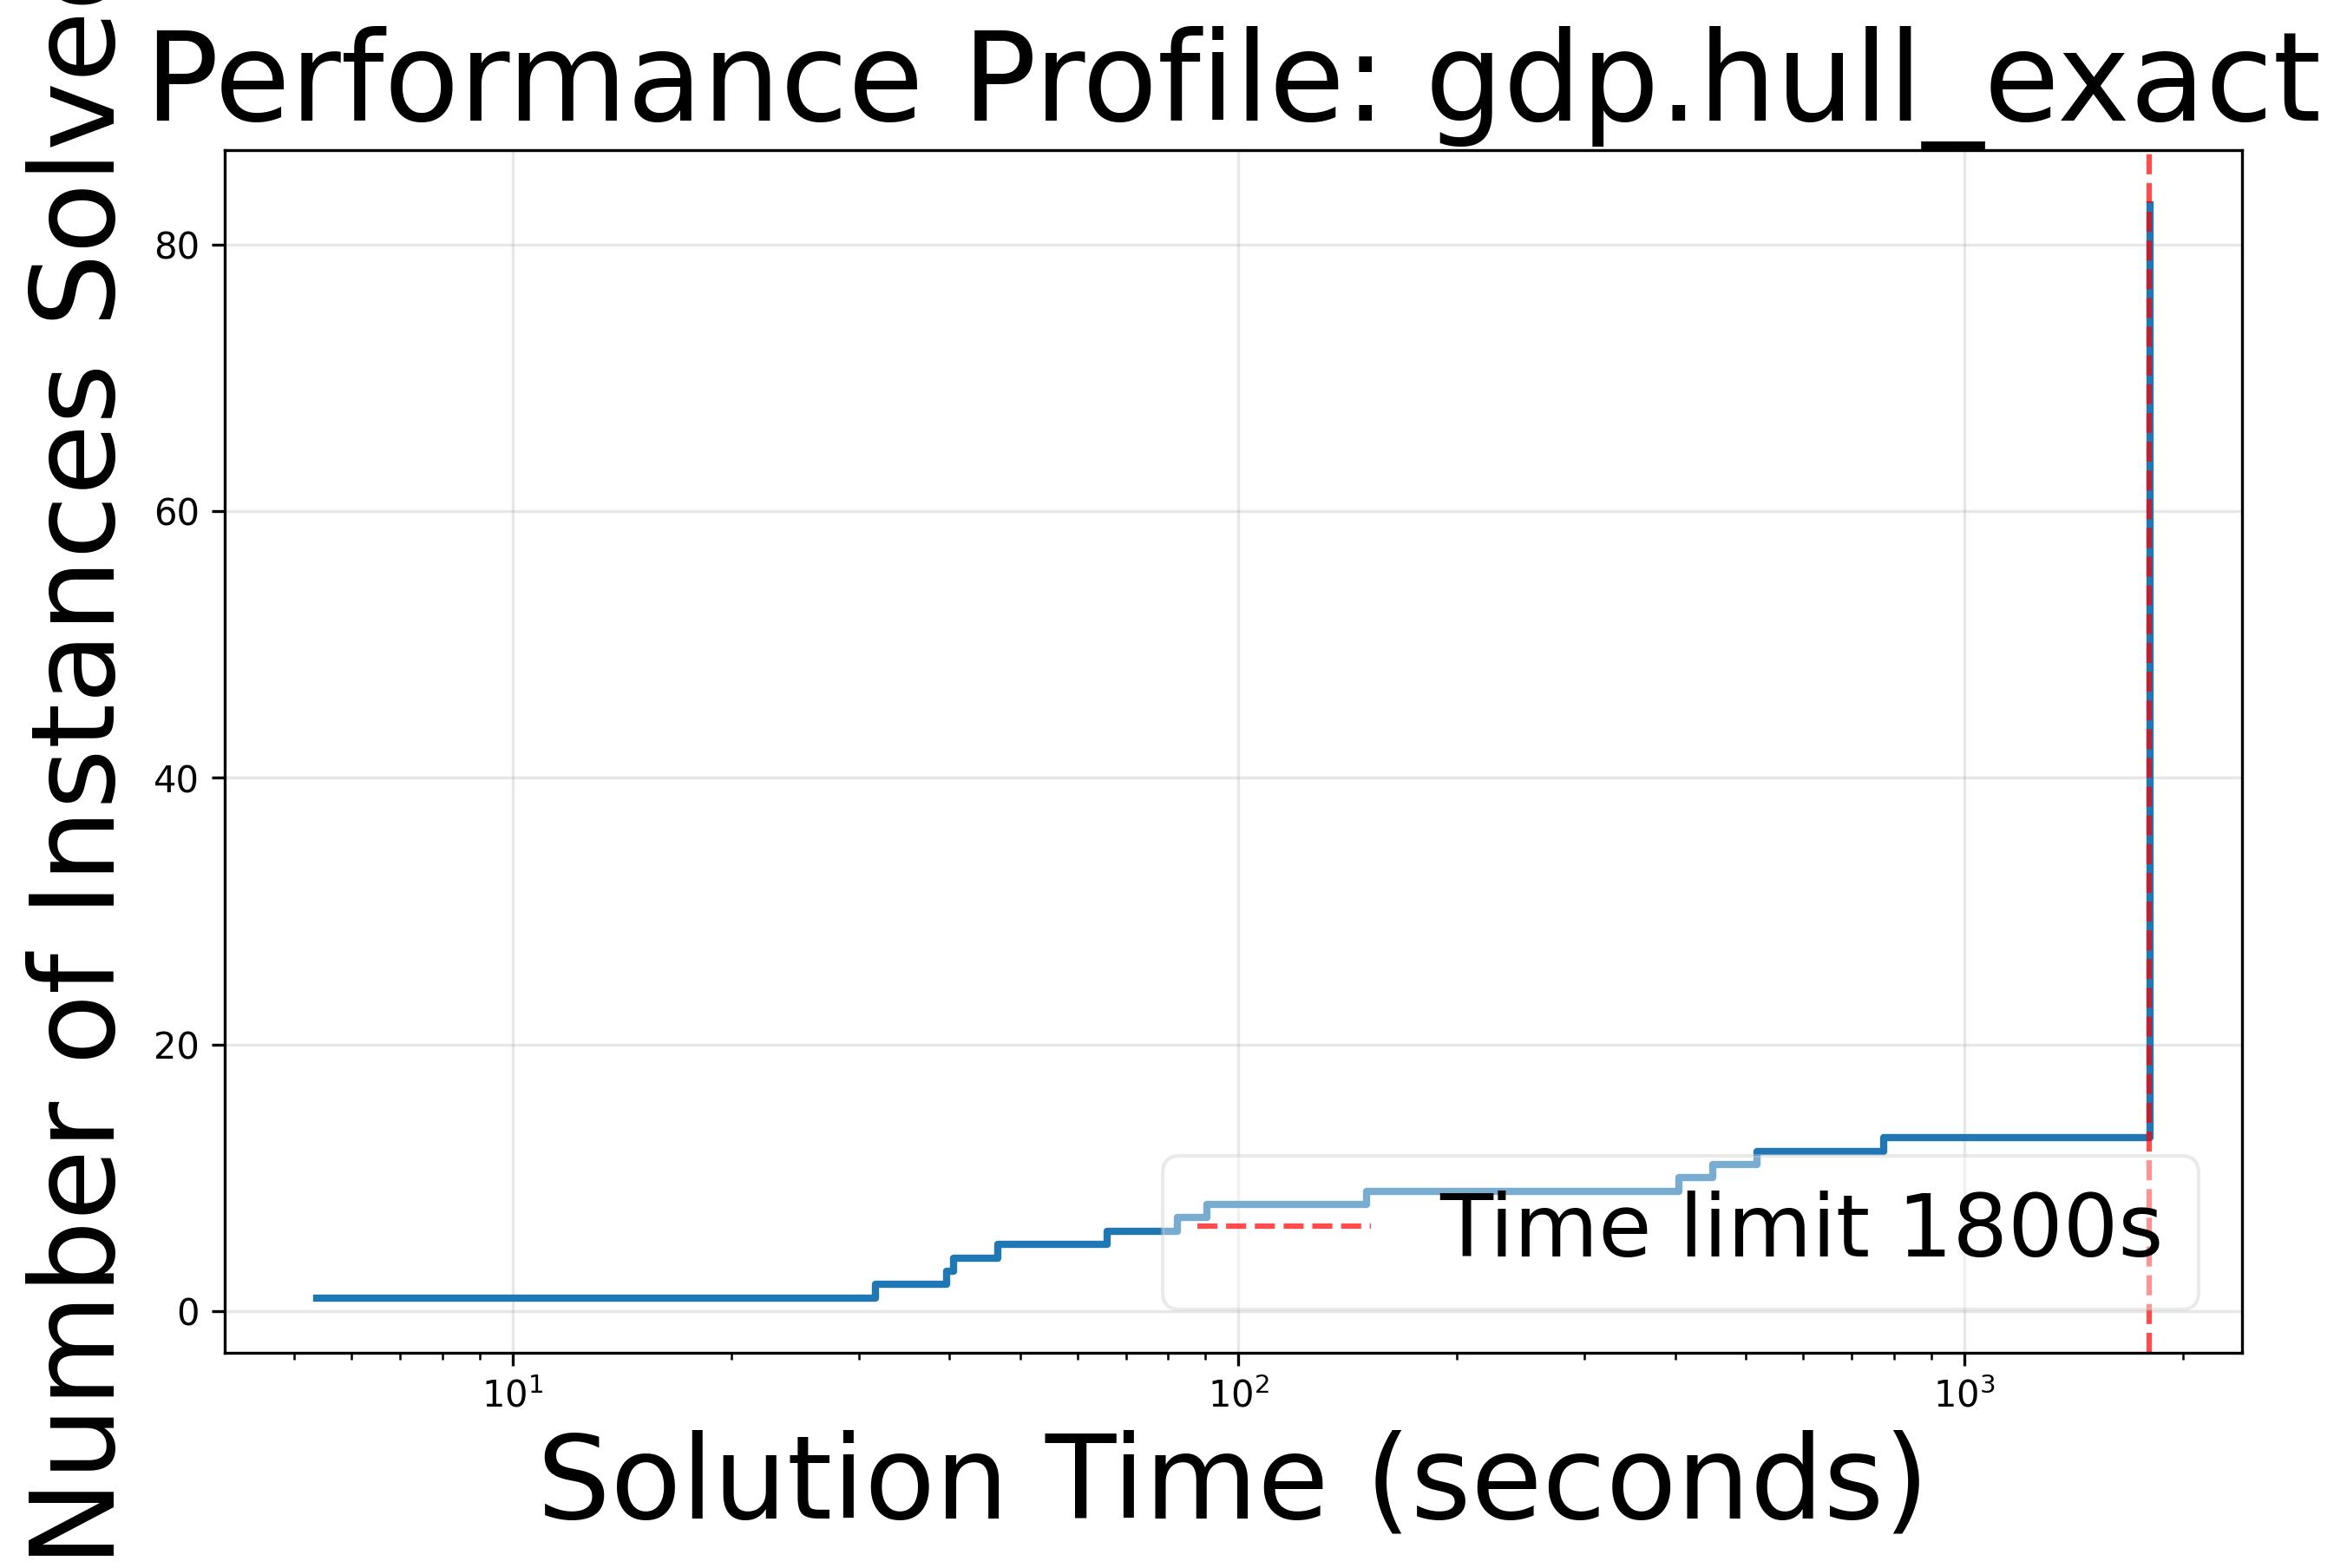 Performance Profile: gdp.hull_exact
Number of Instances Solve
80
60
40
20
0
Time limit 1800s
10¹
10²
10³
Solution Time (seconds)